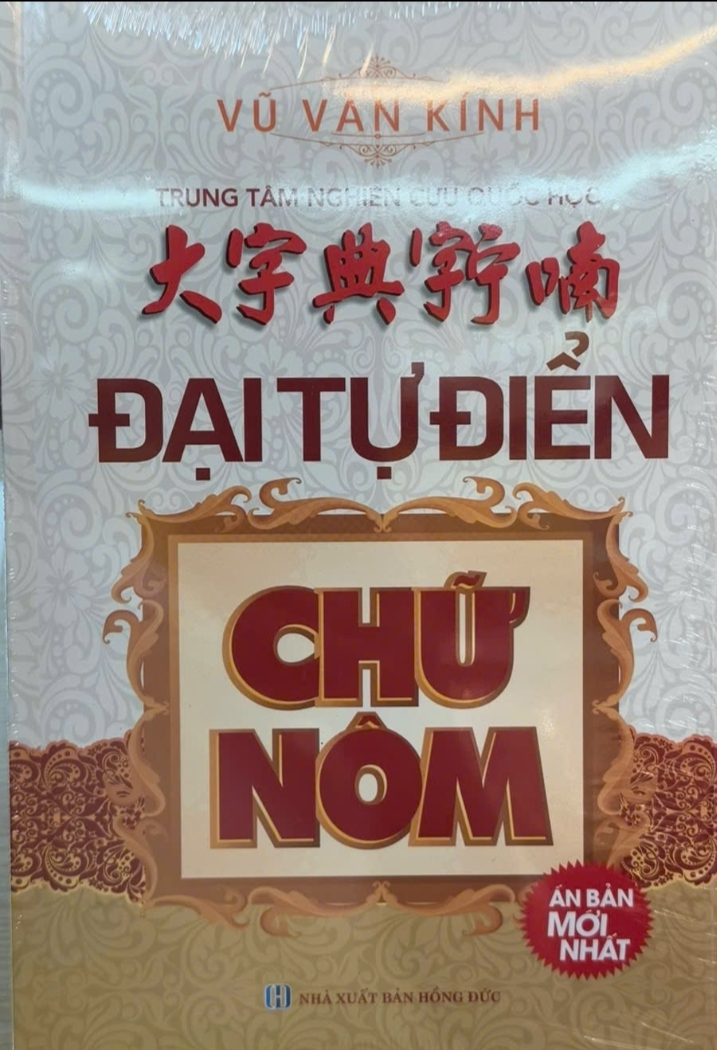 VŨ VĂN KÍNH
TRUNG TÂM NGHIÊN CỨU QUỐC HỌC
大字典𡨸喃
ĐẠI TỰ ĐIỂN
CHỮ
NÔM
ẤN BẢN
MỚI
NHẤT
NHÀ XUẤT BẢN HỒNG ĐỨC